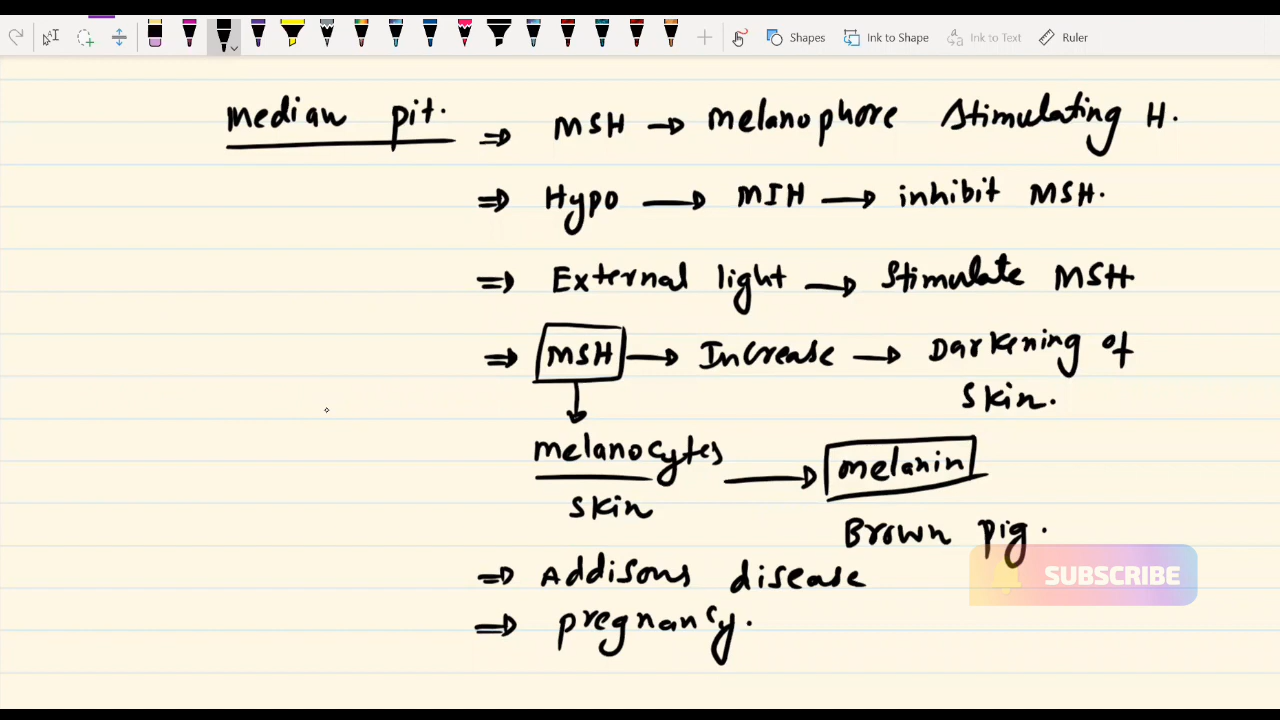 Shapes Ink to Shape Ink to Text Ruler
median pit. ⇒ MSH → melanophore Stimulating H.
⇒ Hypo → MIH → inhibit MSH.
⇒ External light → Stimulate MSH
⇒ MSH → Increase → Darkening of
Skin.
melanocytes → melanin
Skin
Brown pig.
SUBSCRIBE
⇒ Addisons disease
⇒ pregnancy.